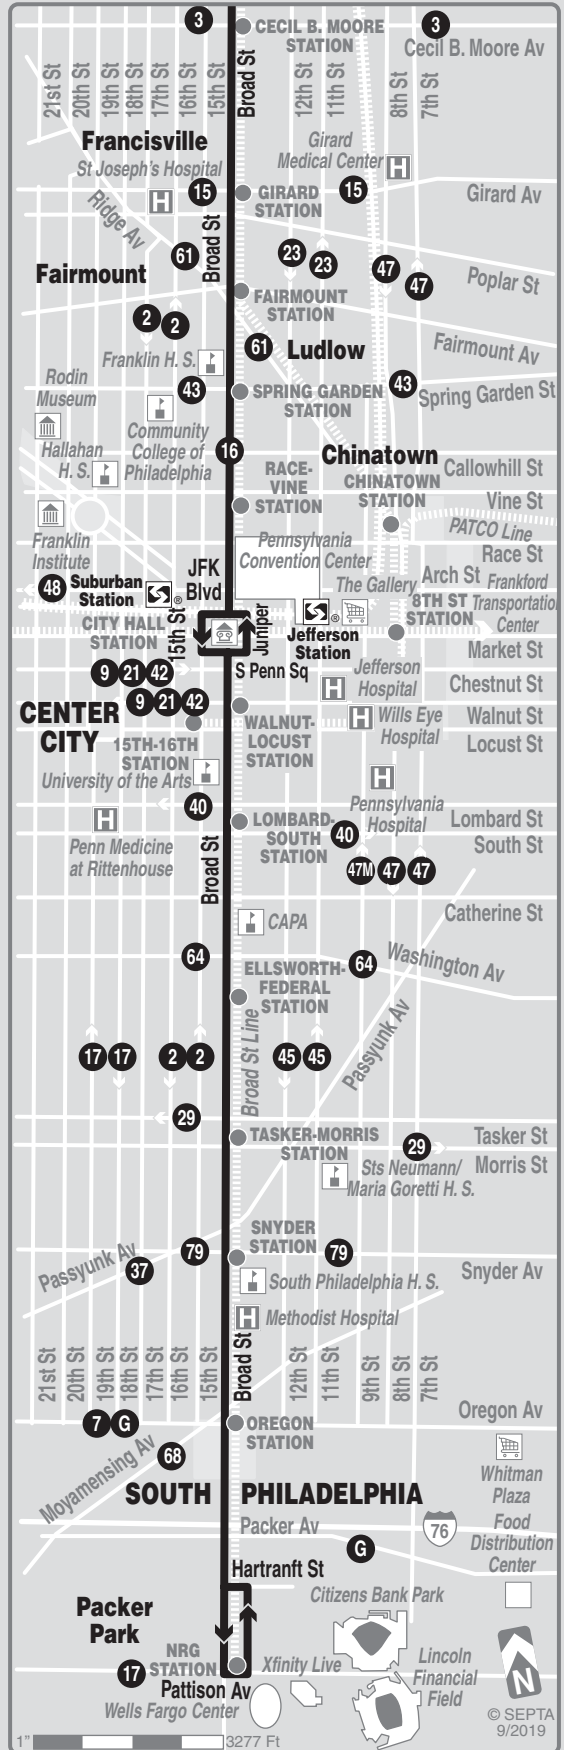 3
3
CECIL B. MOORE
STATION
Cecil B. Moore Av
21st St
20th St
19th St
18th St
17th St
16th St
15th St
Broad St
12th St
11th St
8th St
7th St
Francisville
St Joseph's Hospital
H
15
Girard
Medical Center
H
GIRARD
STATION
15
Girard Av
Ridge Av
Broad St
61
23
23
47
47
Poplar St
Fairmount
FAIRMOUNT
STATION
2
2
61
Ludlow
Fairmount Av
Franklin H. S.
Rodin
Museum
43
SPRING GARDEN
STATION
43
Spring Garden St
Community
College of
Philadelphia
Hallahan
H. S.
16
Chinatown
Callowhill St
RACE-
VINE
STATION
CHINATOWN
STATION
Vine St
PATCO Line
Franklin
Institute
Pennsylvania
Convention Center
Race St
48
Suburban
Station
®
JFK
Blvd
The Gallery
Arch St
Frankford
Transportation
Center
®
8TH ST
STATION
CITY HALL
STATION
15th St
Juniper
Jefferson
Station
Market St
9
21
42
S Penn Sq
Jefferson
Hospital
H
Chestnut St
9
21
42
CENTER
CITY
H
Wills Eye
Hospital
Walnut St
15TH-16TH
STATION
WALNUT-
LOCUST
STATION
Locust St
University of the Arts
H
Pennsylvania
Hospital
40
H
Penn Medicine
at Rittenhouse
LOMBARD-
SOUTH
STATION
40
Lombard St
South St
Broad St
47M
47
47
CAPA
Catherine St
64
64
Washington Av
ELLSWORTH-
FEDERAL
STATION
Passyunk Av
Broad St Line
17
17
2
2
45
45
29
TASKER-MORRIS
STATION
29
Tasker St
Morris St
Sts Neumann/
Maria Goretti H. S.
SNYDER
STATION
Passyunk Av
37
79
79
Snyder Av
South Philadelphia H. S.
H
Methodist Hospital
21st St
20th St
19th St
18th St
17th St
16th St
15th St
Broad St
12th St
11th St
9th St
8th St
7th St
Oregon Av
7
G
OREGON
STATION
Moyamensing Av
68
Whitman
Plaza
SOUTH PHILADELPHIA
Packer Av
76
Food
Distribution
Center
G
Hartranft St
Citizens Bank Park
Packer
Park
NRG
STATION
17
Xfinity Live
Lincoln
Financial
Field
Pattison Av
Wells Fargo Center
N
© SEPTA
9/2019
1"
3277 Ft